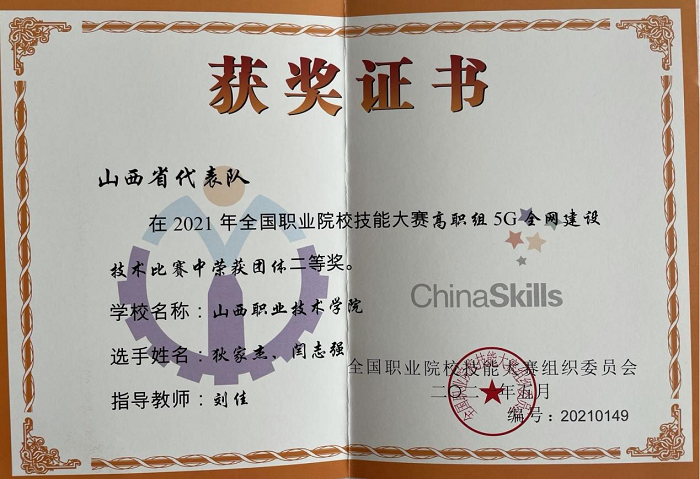 获奖证书
山西省代表队
在 2021 年全国职业院校技能大赛高职组 5G 全网建设
技术比赛中荣获团体二等奖。
ChinaSkills
学校名称：山西职业技术学院
选手姓名：狄家杰、闫志强
指导教师：刘佳
全国职业院校技能大赛组织委员会
二〇二一年五月
编号：20210149